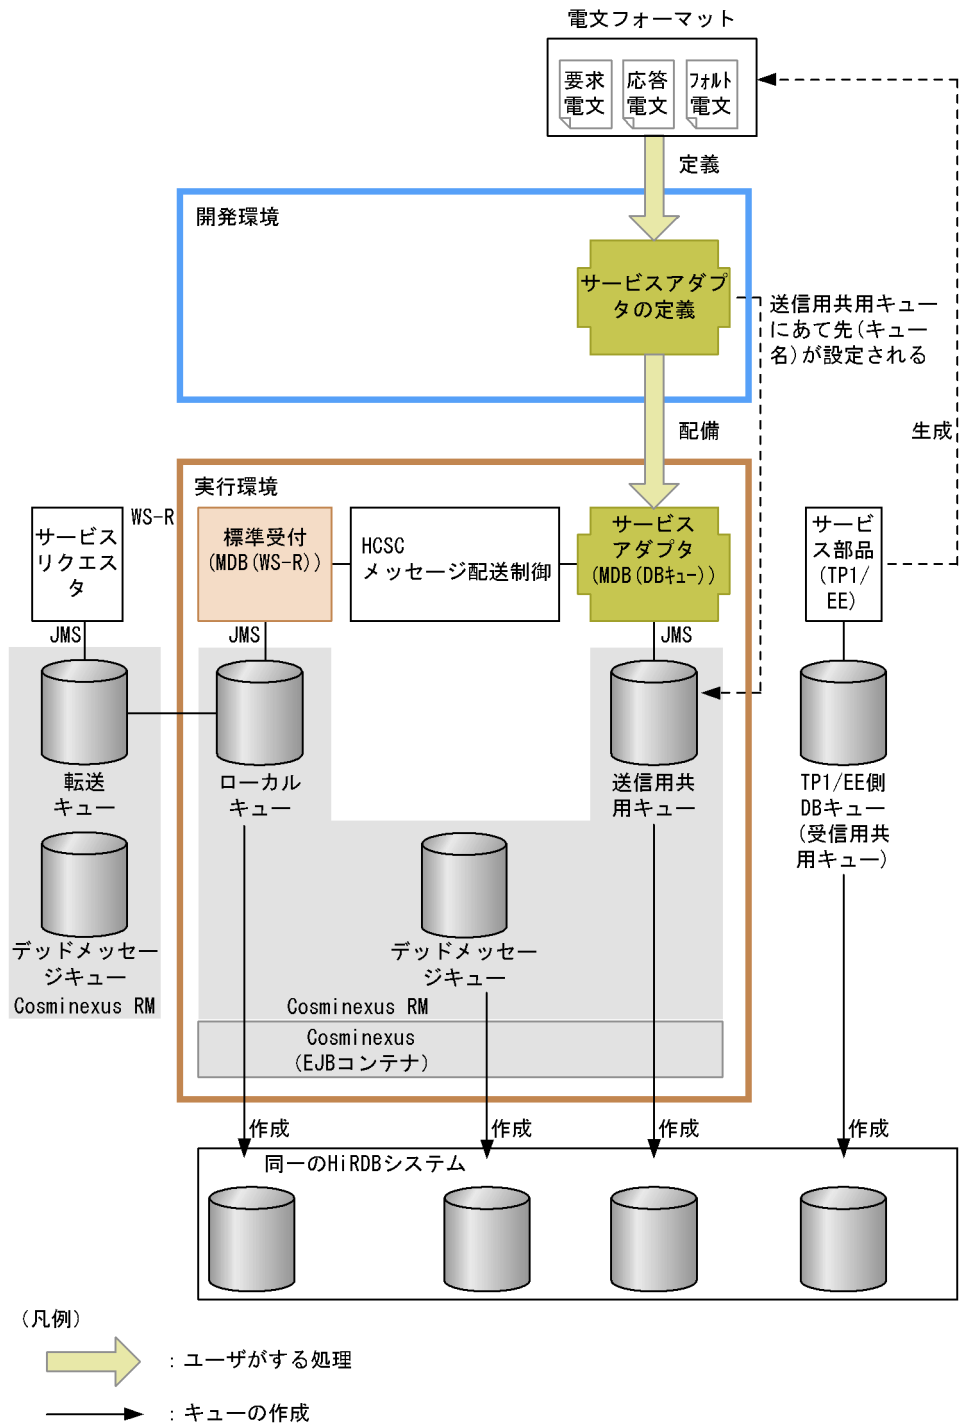 電文フォーマット
要求
電文
応答
電文
フォルト
電文
定義
開発環境
サービスアダプ
タの定義
送信用共用キュー
にあて先(キュー
名)が設定される
配備
生成
実行環境
サービス
リクエス
タ
WS-R
標準受付
(MDB(WS-R))
HCSC
メッセージ配送制御
サービス
アダプタ
(MDB(DBキュー))
サービ
ス部品
(TP1/
EE)
JMS
JMS
JMS
転送
キュー
ローカル
キュー
送信用共
用キュー
TP1/EE側
DBキュー
(受信用共
用キュー)
デッドメッセー
ジキュー
デッドメッセー
ジキュー
Cosminexus RM
Cosminexus RM
Cosminexus
(EJBコンテナ)
作成
作成
作成
作成
同一のHiRDBシステム
(凡例)
：ユーザがする処理
：キューの作成